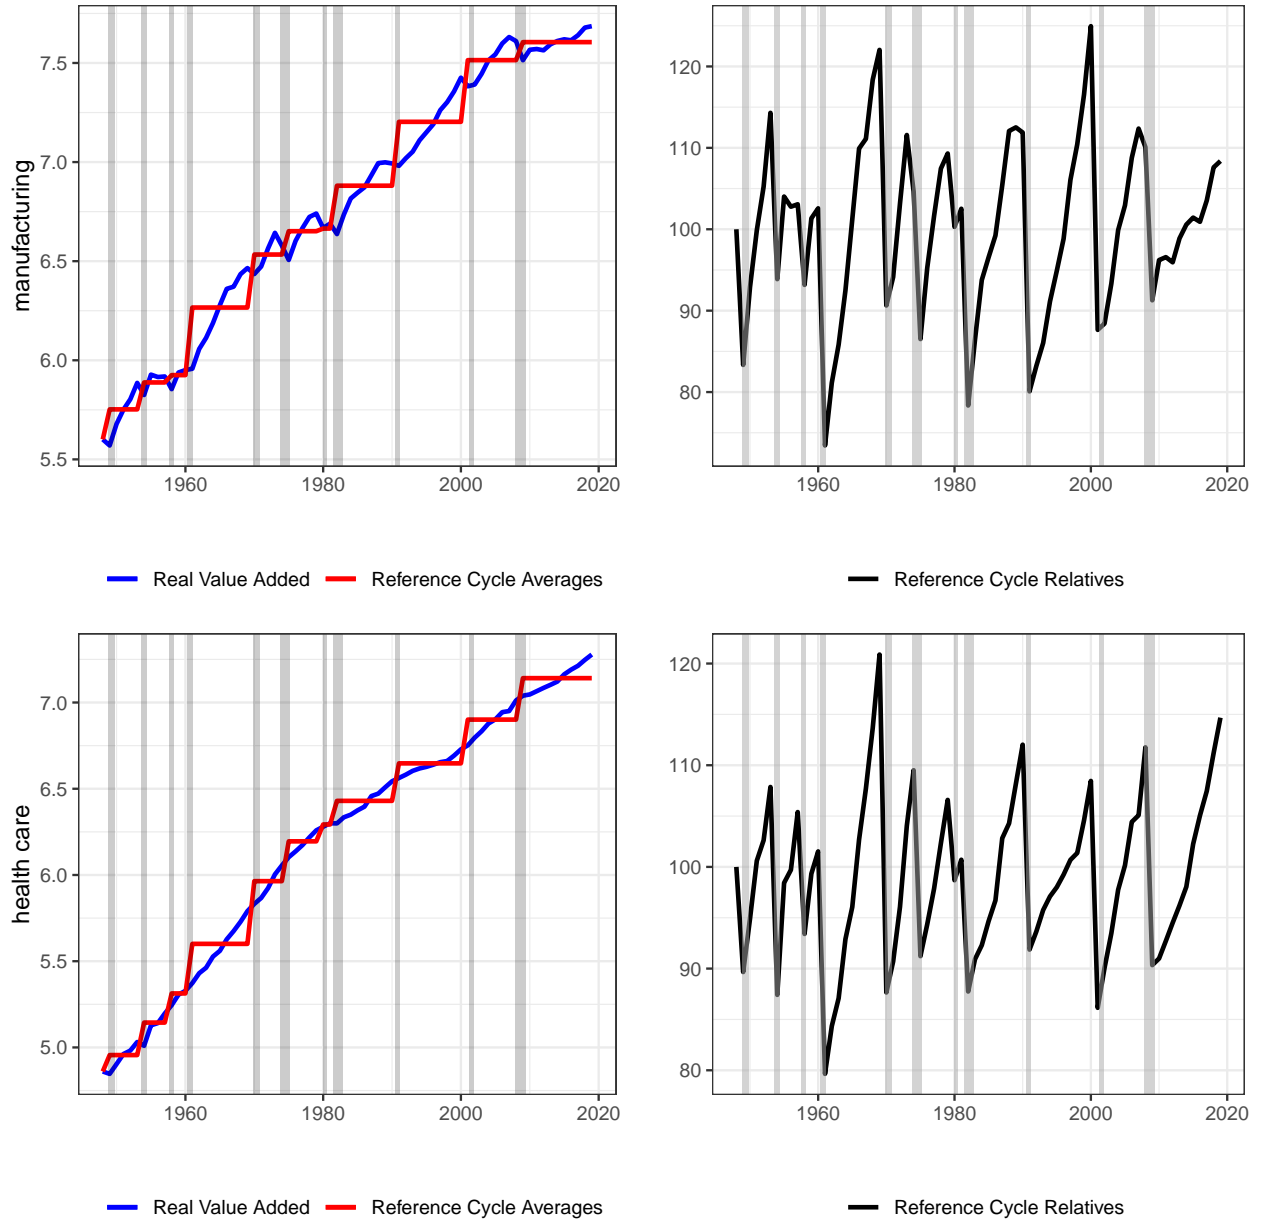 manufacturing
7.5
7.0
6.5
6.0
5.5
1960 1980 2000 2020
Real Value Added Reference Cycle Averages
120
110
100
90
80
1960 1980 2000 2020
Reference Cycle Relatives
health care
7.0
6.5
6.0
5.5
5.0
1960 1980 2000 2020
Real Value Added Reference Cycle Averages
120
110
100
90
80
1960 1980 2000 2020
Reference Cycle Relatives